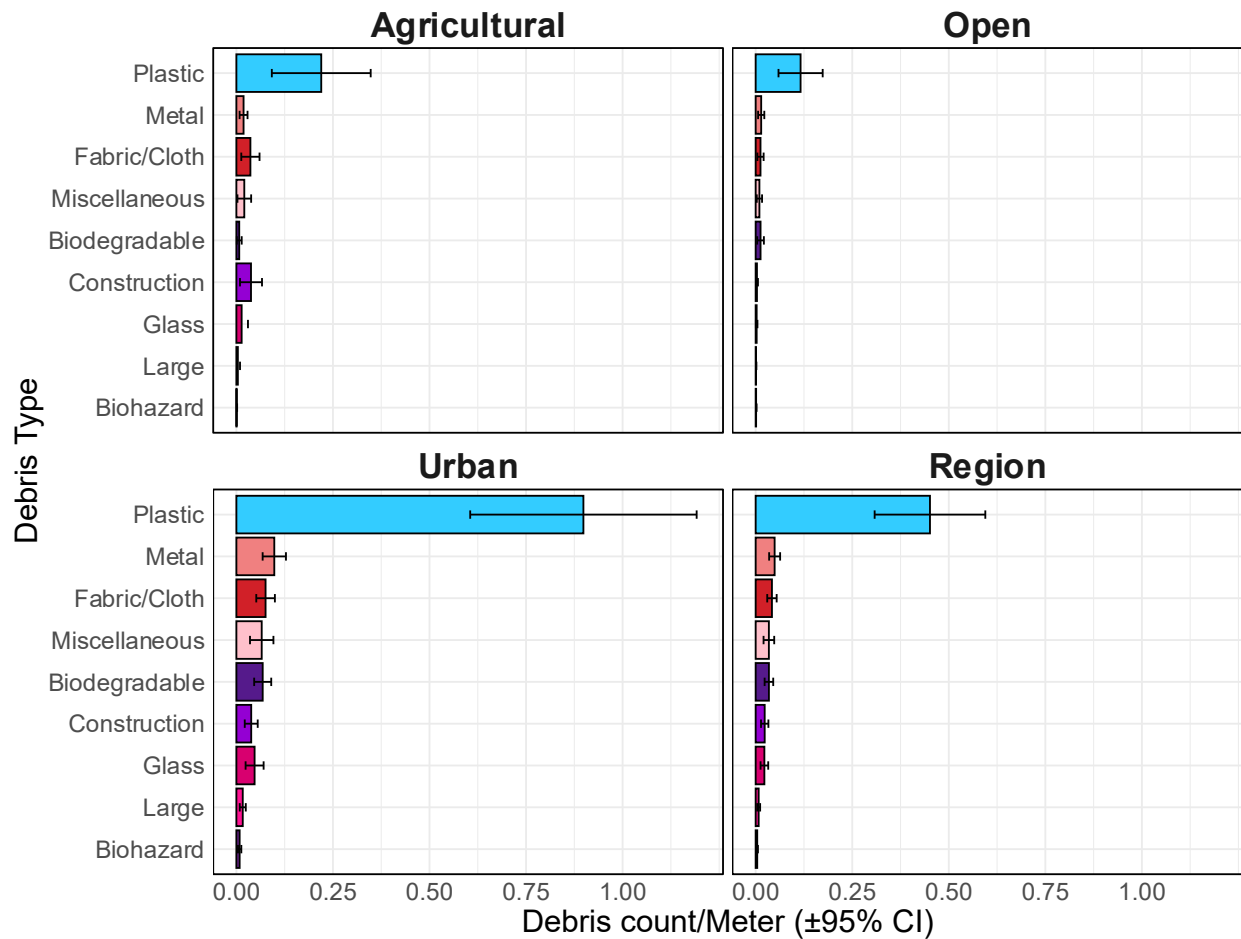 Agricultural
Open
Plastic
Metal
Fabric/Cloth
Miscellaneous
Biodegradable
Construction
Glass
Large
Biohazard
Debris Type
Urban
Region
Plastic
Metal
Fabric/Cloth
Miscellaneous
Biodegradable
Construction
Glass
Large
Biohazard
0.00 0.25 0.50 0.75 1.00
0.00 0.25 0.50 0.75 1.00
Debris count/Meter (±95% CI)